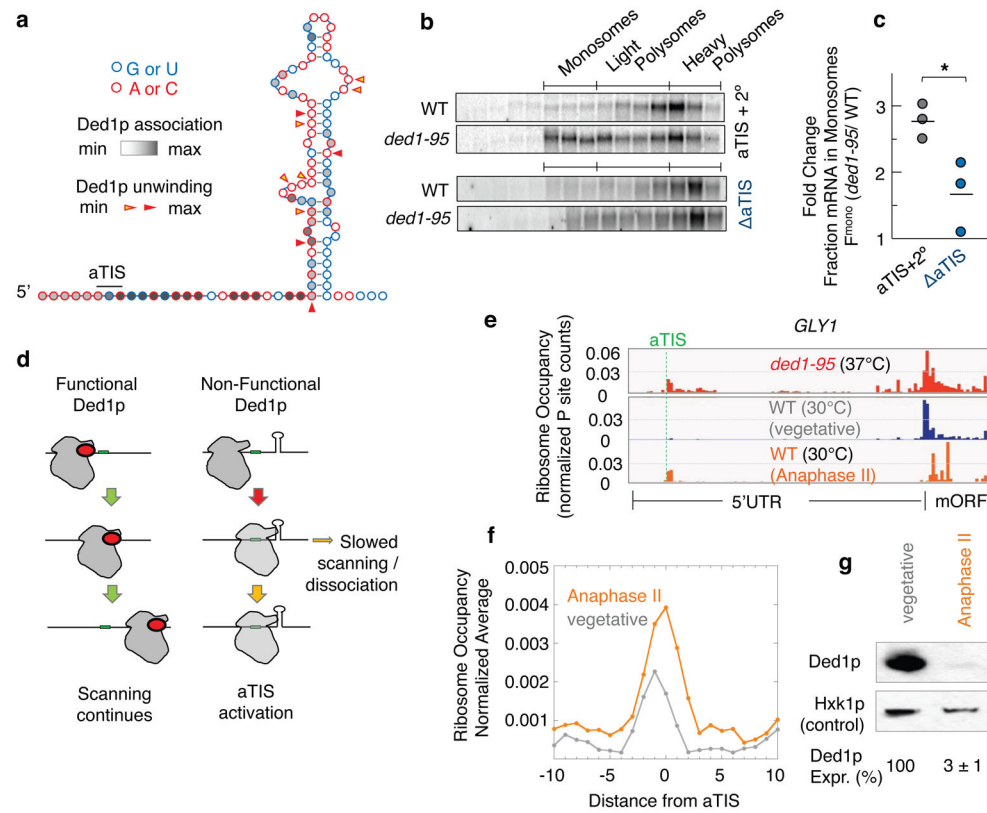 a
G or U
A or C
Ded1p association
min max
Ded1p unwinding
min max
aTIS
5’
b
Monosomes
Light Polysomes
Heavy Polysomes
WT
ded1-95
aTIS + 2º
WT
ded1-95
ΔaTIS
c
*
Fold Change
Fraction mRNA in Monosomes
Fmono (ded1-95/ WT)
3
2
1
aTIS+2º
ΔaTIS
d
Functional Ded1p
Non-Functional Ded1p
Slowed scanning / dissociation
Scanning continues
aTIS activation
e
GLY1
aTIS
Ribosome Occupancy
(normalized P site counts)
0.06
0.03
0
ded1-95 (37°C)
0.03
0
WT (30°C)
(vegetative)
0.03
0
WT (30°C)
(Anaphase II)
5’UTR
mORF
f
Ribosome Occupancy
Normalized Average
0.005
0.004
0.003
0.002
0.001
Anaphase II
vegetative
-10 -5 0 5 10
Distance from aTIS
g
vegetative
Anaphase II
Ded1p
Hxk1p
(control)
Ded1p
Expr. (%)
100 3 ± 1